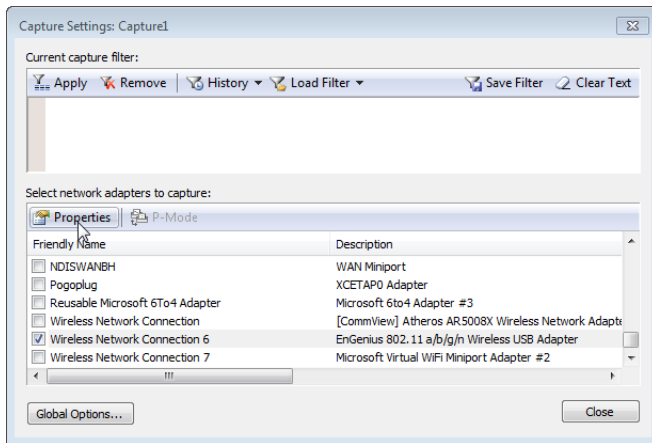 Capture Settings: Capture1
Current capture filter:
Apply Remove History Load Filter Save Filter Clear Text
Select network adapters to capture:
Properties P-Mode
Friendly Name Description
NDISWANBH WAN Miniport
Pogoplug XCETAP0 Adapter
Reusable Microsoft 6To4 Adapter Microsoft 6to4 Adapter #3
Wireless Network Connection [CommView] Atheros AR5008X Wireless Network Adapte
Wireless Network Connection 6 EnGenius 802.11 a/b/g/n Wireless USB Adapter
Wireless Network Connection 7 Microsoft Virtual WiFi Miniport Adapter #2
Global Options... Close